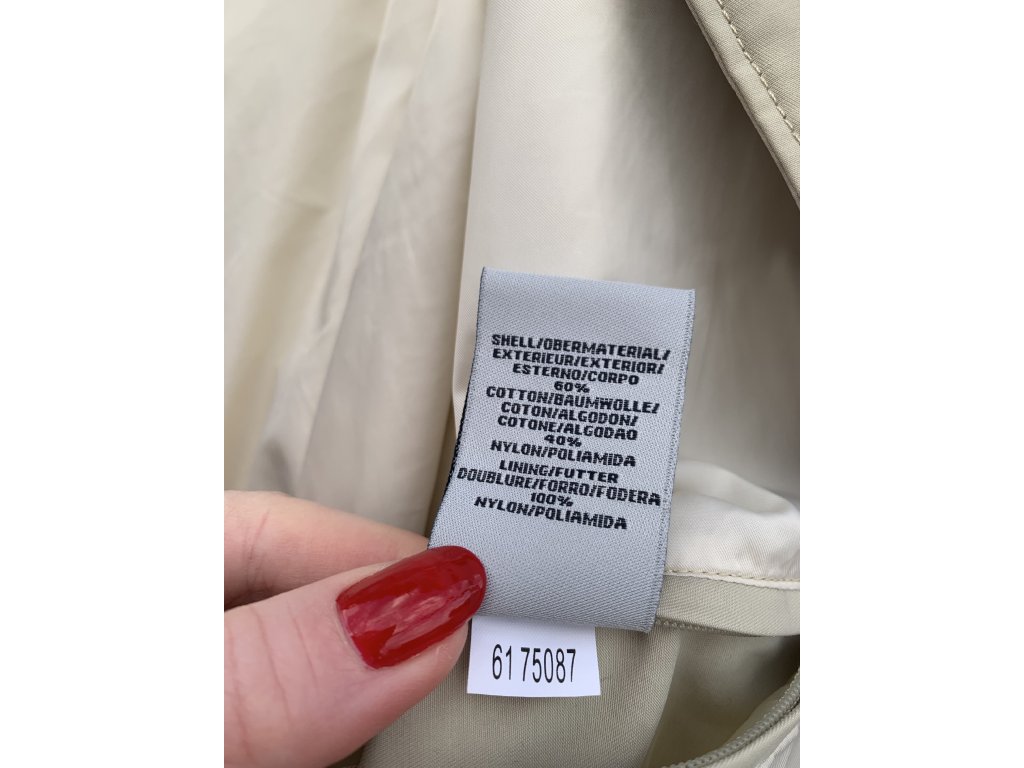 SHELL/OBERMATERIAL/
EXTERIEUR/EXTERIOR/
ESTERNO/CORPO
60%
COTTON/BAUMWOLLE/
COTON/ALGODON/
COTONE/ALGODAO
40%
NYLON/POLIAMIDA
LINING/FUTTER
DOUBLURE/FORRO/FODERA
100%
NYLON/POLIAMIDA
6175087